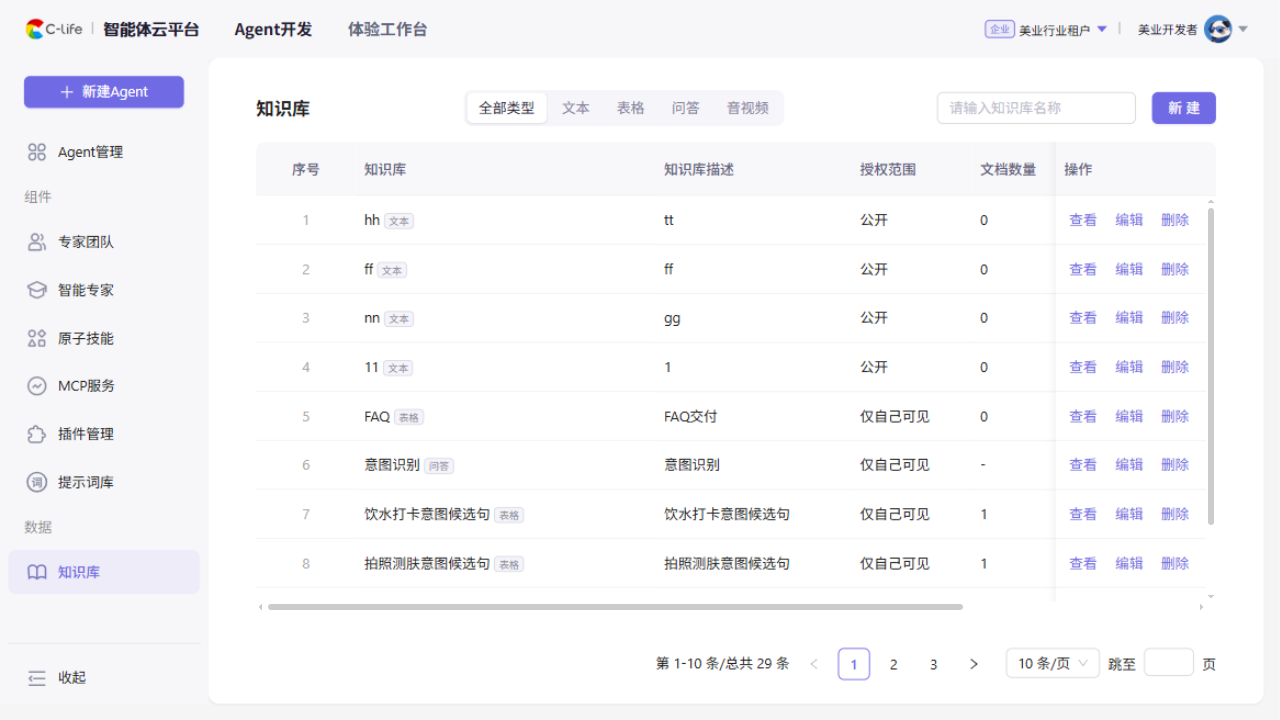 C-life 智能体云平台 Agent开发 体验工作台 企业 美业行业租户 美业开发者
新建Agent
Agent管理
组件
专家团队
智能专家
原子技能
MCP服务
插件管理
词 提示词库
数据
知识库
收起
知识库 全部类型 文本 表格 问答 音视频 请输入知识库名称 新 建
序号 知识库 知识库描述 授权范围 文档数量 操作
1 hh 文本 tt 公开 0 查看 编辑 删除
2 ff 文本 ff 公开 0 查看 编辑 删除
3 nn 文本 gg 公开 0 查看 编辑 删除
4 11 文本 1 公开 0 查看 编辑 删除
5 FAQ 表格 FAQ交付 仅自己可见 0 查看 编辑 删除
6 意图识别 问答 意图识别 仅自己可见 - 查看 编辑 删除
7 饮水打卡意图候选句 表格 饮水打卡意图候选句 仅自己可见 1 查看 编辑 删除
8 拍照测肤意图候选句 表格 拍照测肤意图候选句 仅自己可见 1 查看 编辑 删除
第 1-10 条/总共 29 条 1 2 3 10 条/页 跳至 页